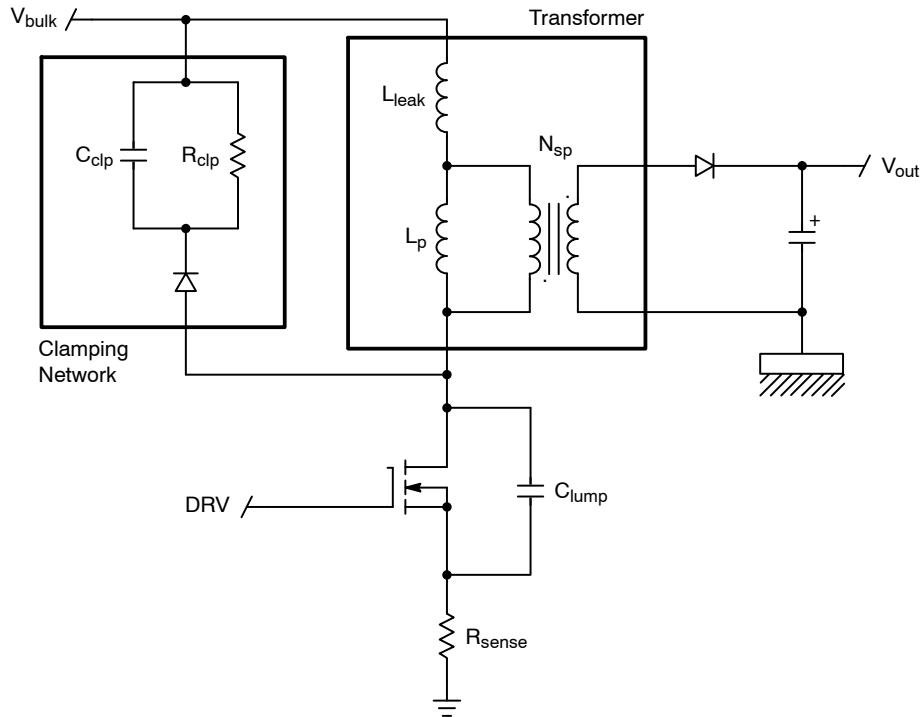 Transformer
Vbulk
Lleak
Cclp
Rclp
Nsp
Vout
+
Lp
Clamping
Network
DRV
Clump
Rsense